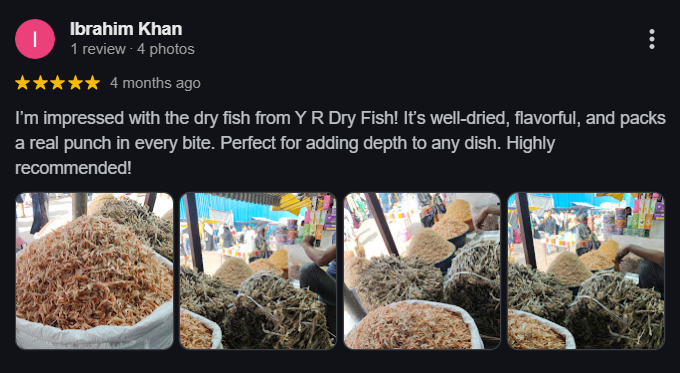 I
Ibrahim Khan
1 review · 4 photos
4 months ago
I’m impressed with the dry fish from Y R Dry Fish! It’s well-dried, flavorful, and packs
a real punch in every bite. Perfect for adding depth to any dish. Highly
recommended!